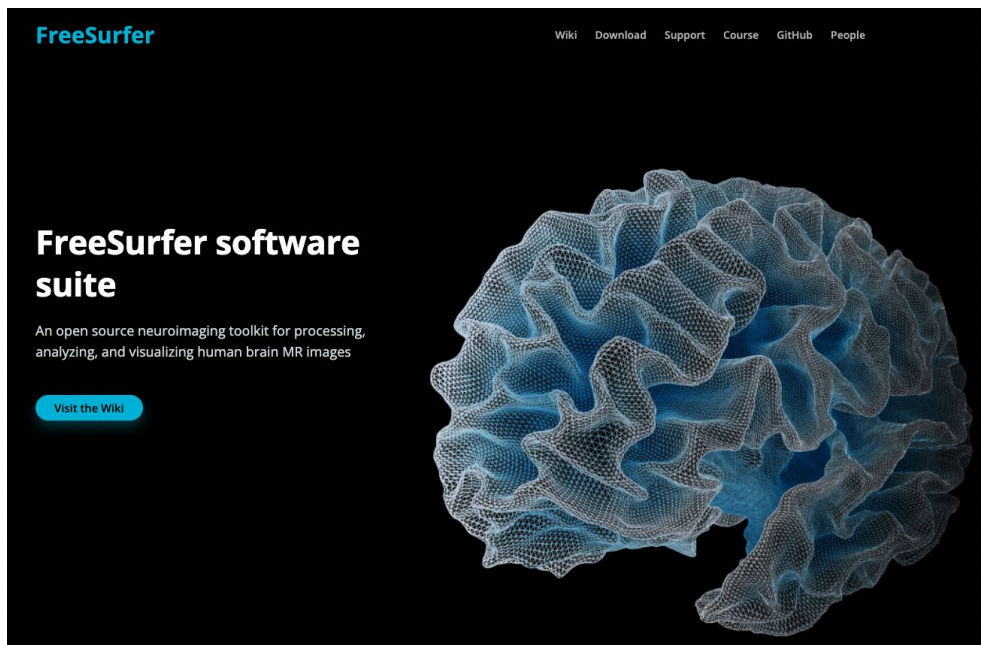 FreeSurfer
Wiki Download Support Course GitHub People
FreeSurfer software
suite
An open source neuroimaging toolkit for processing,
analyzing, and visualizing human brain MR images
Visit the Wiki